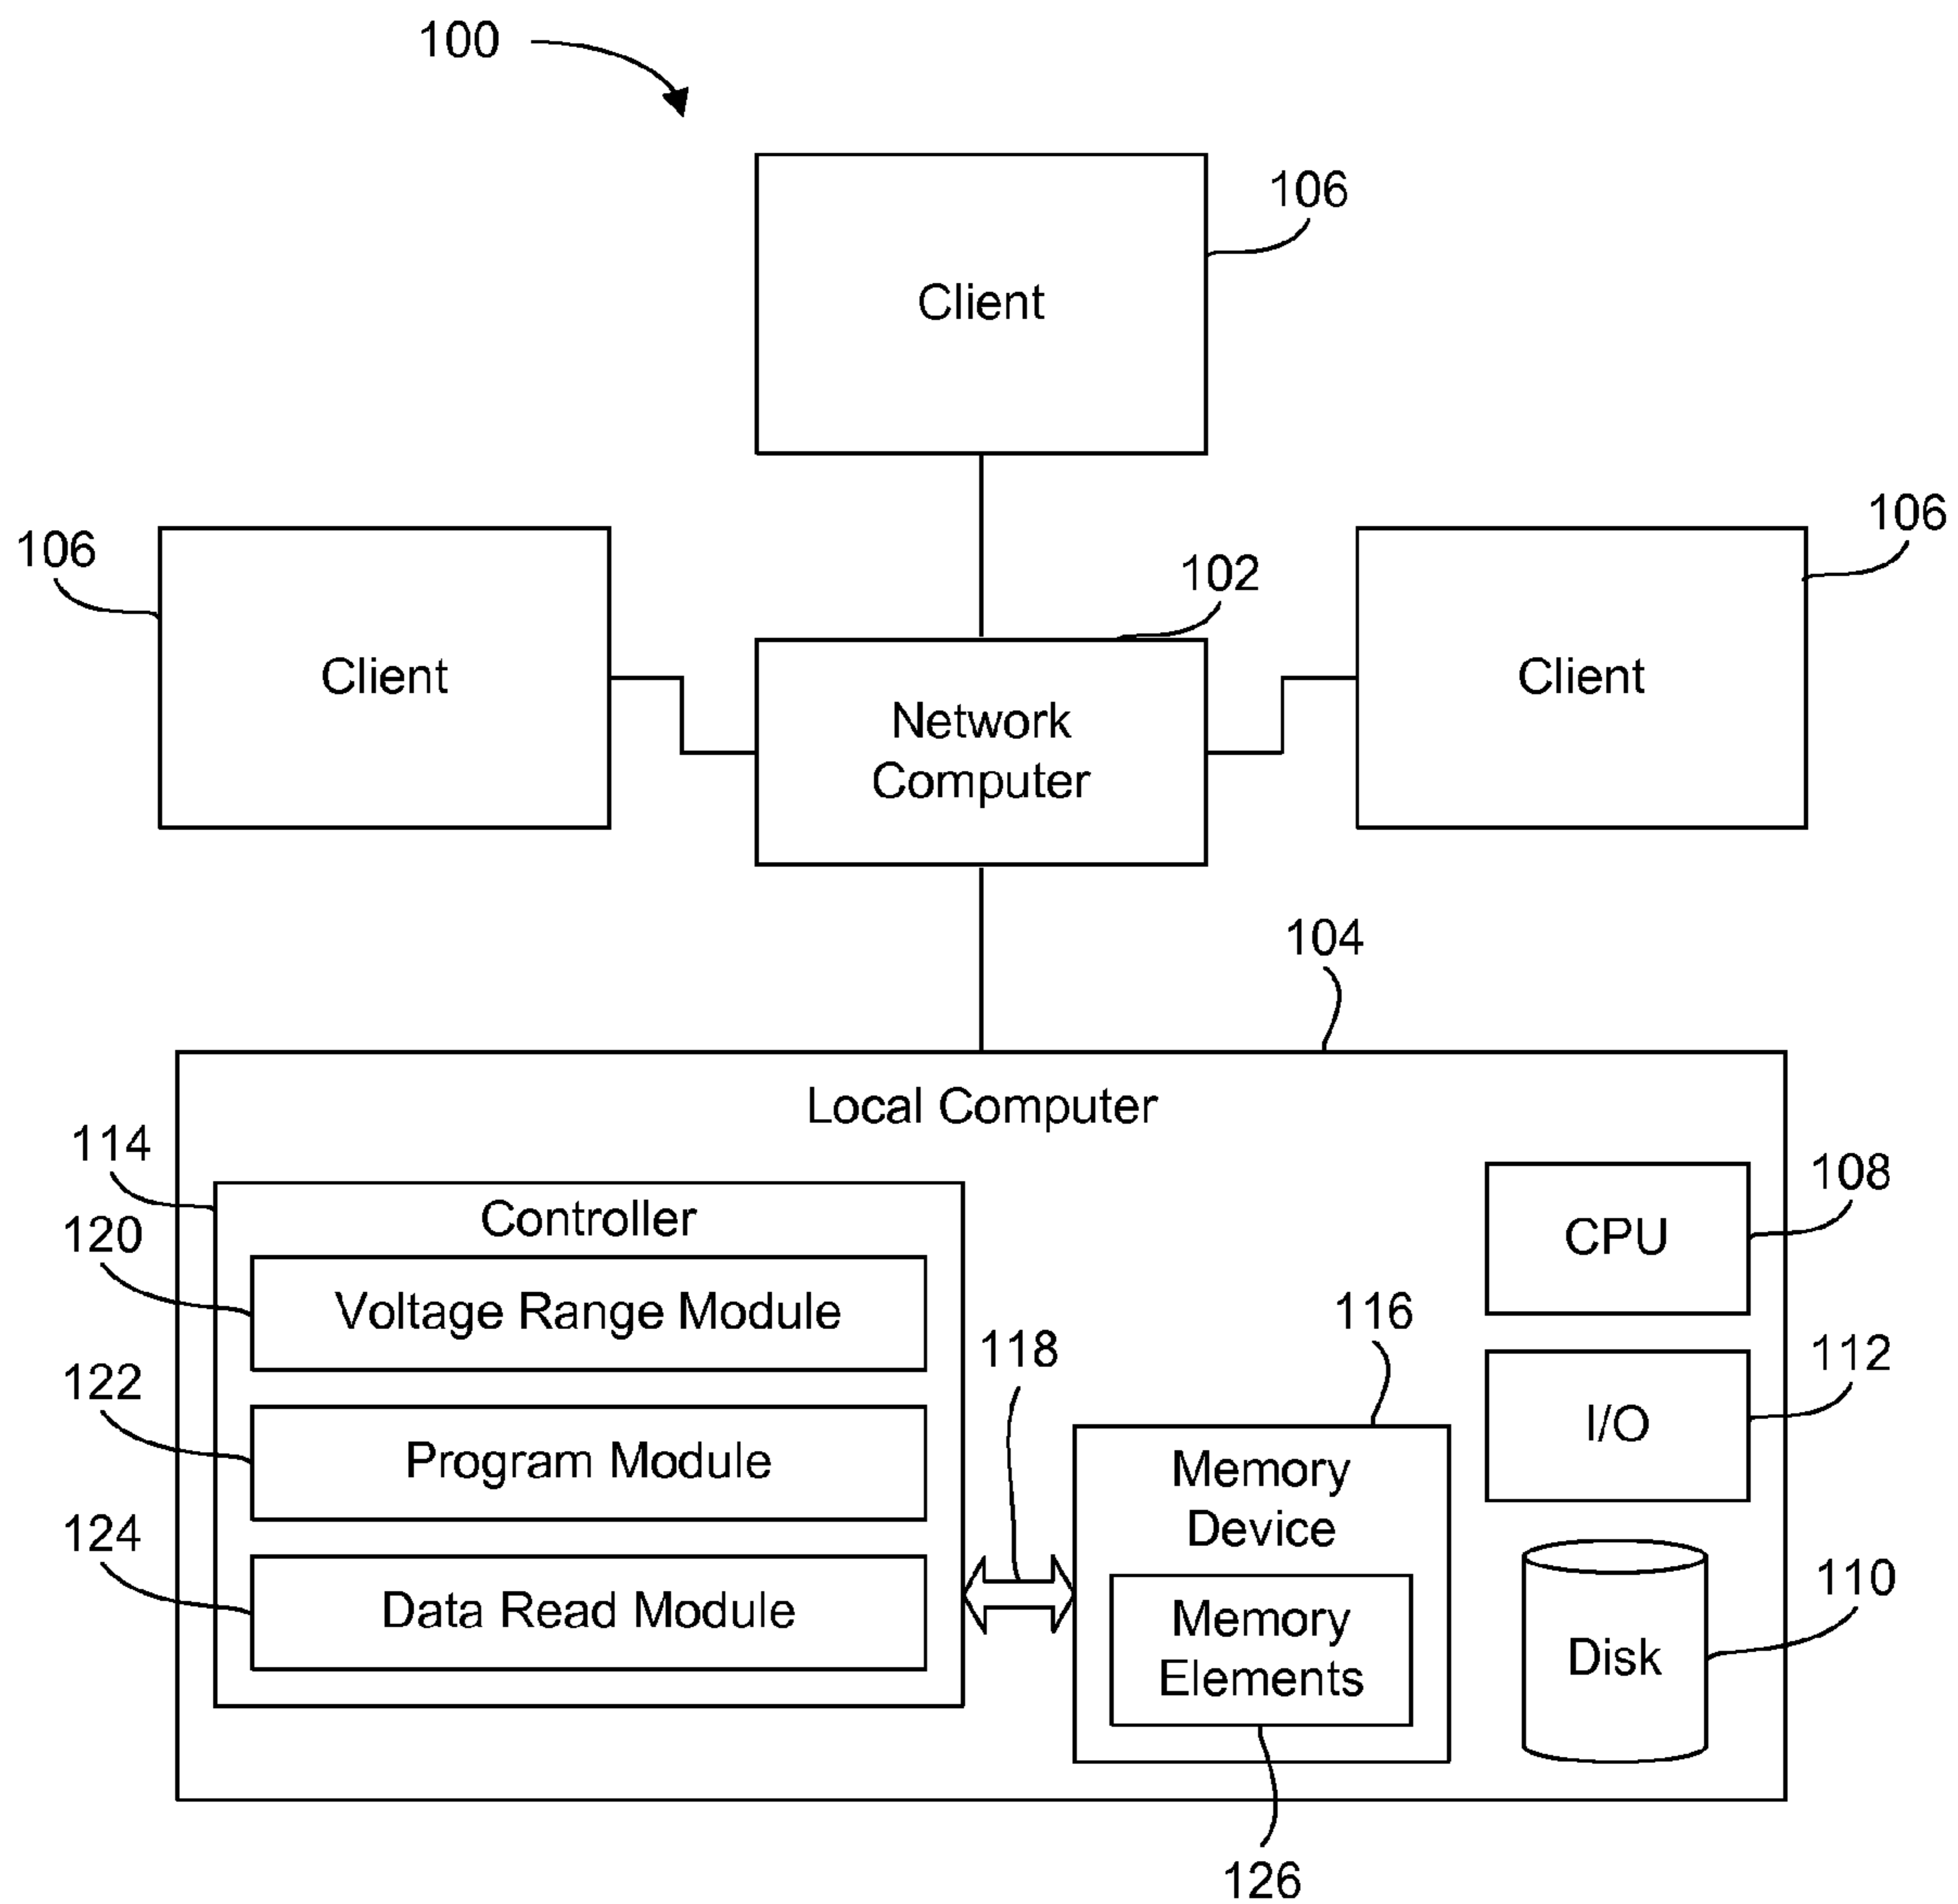 100
106
Client
106
106
102
Client
Client
Network
Computer
104
Local Computer
114
108
Controller
120
CPU
Voltage Range Module
116
118
112
122
I/O
Program Module
Memory
Device
124
110
Data Read Module
Memory
Elements
Disk
126